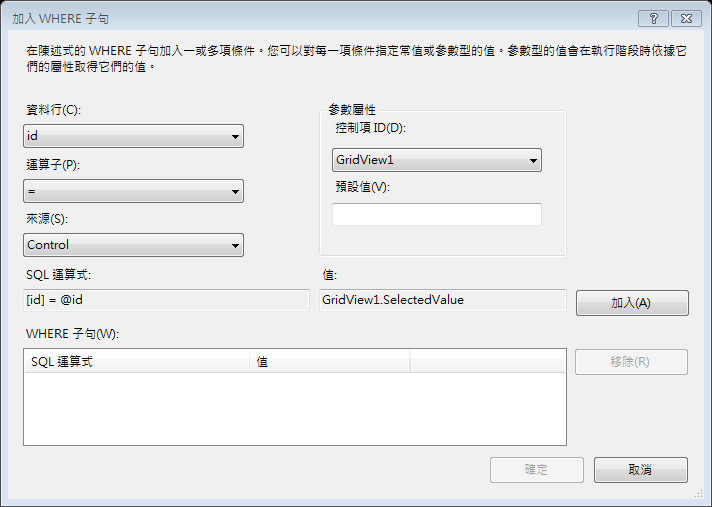 加入 WHERE 子句
在陳述式的 WHERE 子句加入一或多項條件。您可以對每一項條件指定常值或參數型的值。參數型的值會在執行階段時依據它
們的屬性取得它們的值。
資料行(C):
id
運算子(P):
=
來源(S):
Control
參數屬性
控制項 ID(D):
GridView1
預設值(V):
SQL 運算式:
[id] = @id
值:
GridView1.SelectedValue
加入(A)
WHERE 子句(W):
SQL 運算式
值
移除(R)
確定
取消